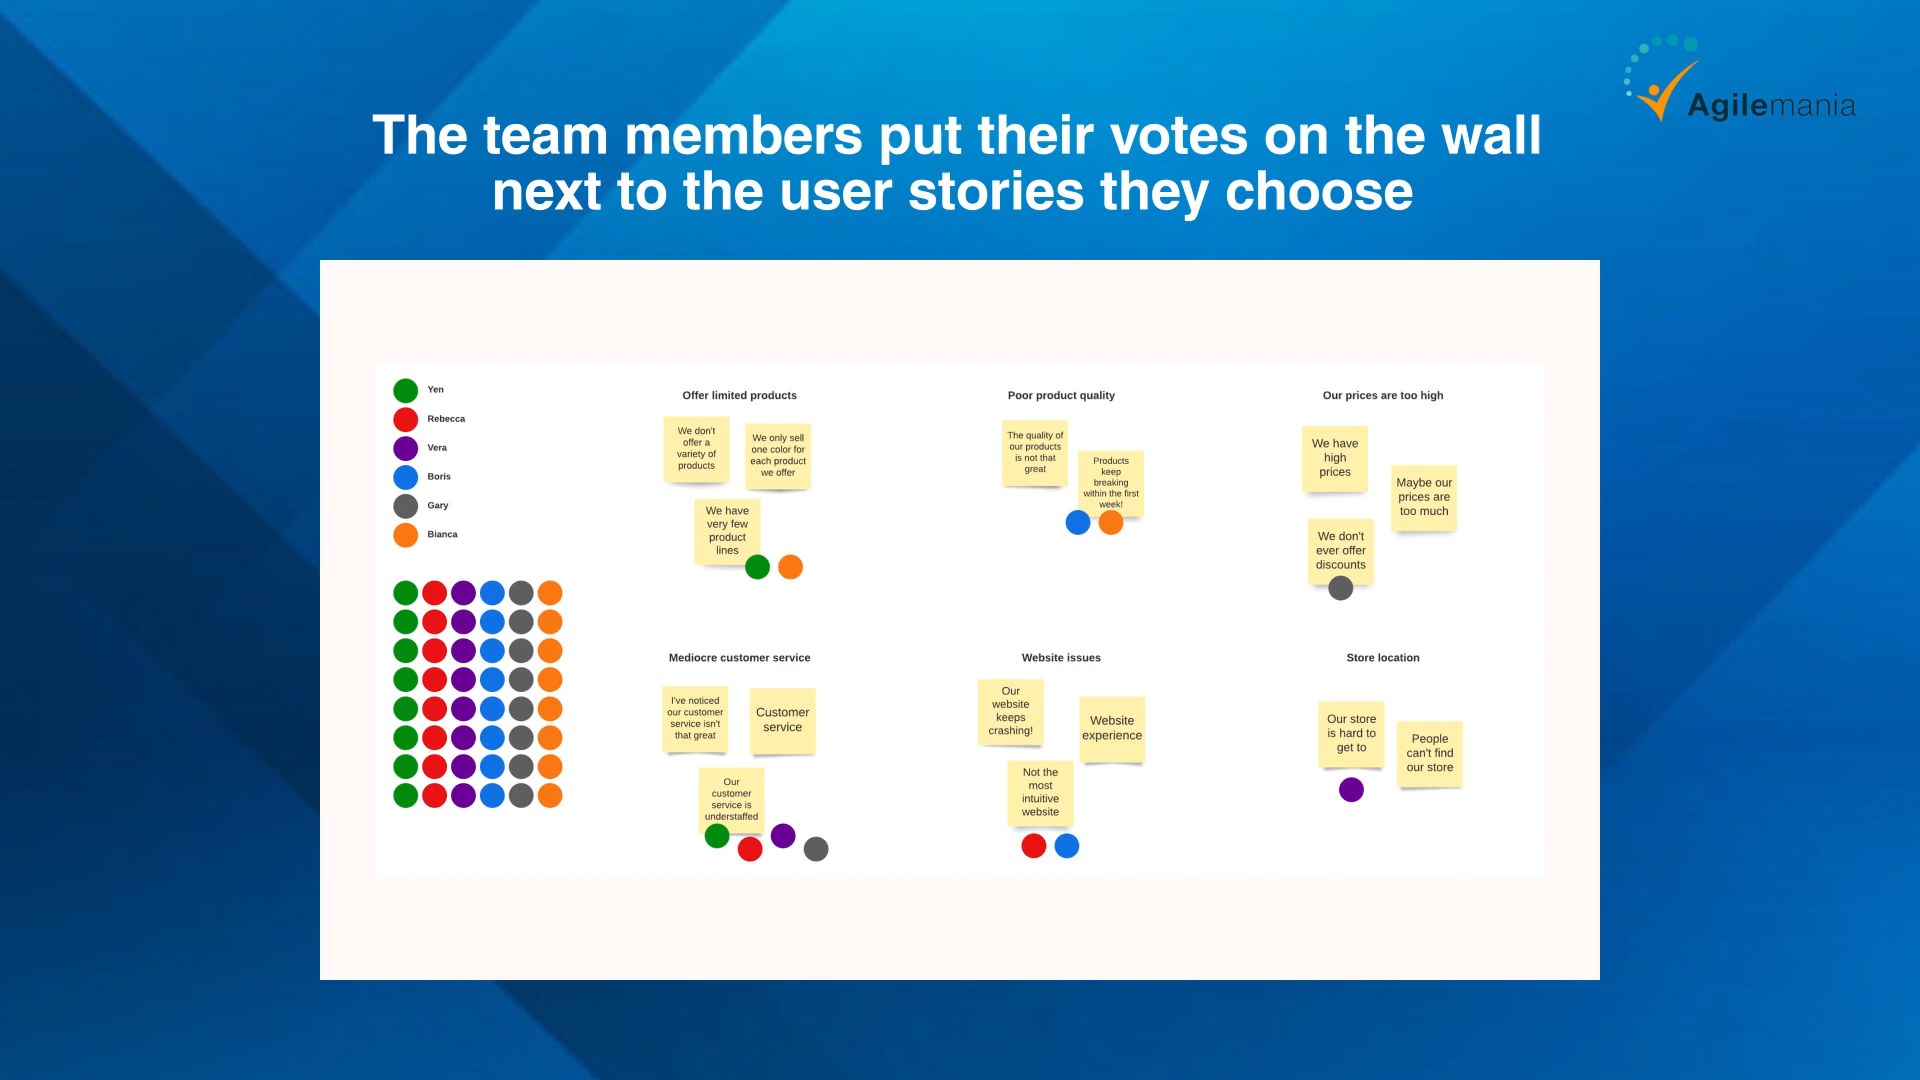 Agilemania
The team members put their votes on the wall
next to the user stories they choose
Yen
Rebecca
Vera
Boris
Gary
Bianca
Offer limited products
We don't
offer a
variety of
products
We only sell
one color for
each product
we offer
We have
very few
product
lines
Poor product quality
The quality of
our products
is not that
great
Products
keep
breaking
within the first
week!
Our prices are too high
We have
high
prices
Maybe our
prices are
too much
We don't
ever offer
discounts
Mediocre customer service
I've noticed
our customer
service isn't
that great
Customer
service
Our
customer
service is
understaffed
Website issues
Our
website
keeps
crashing!
Website
experience
Not the
most
intuitive
website
Store location
Our store
is hard to
get to
People
can't find
our store